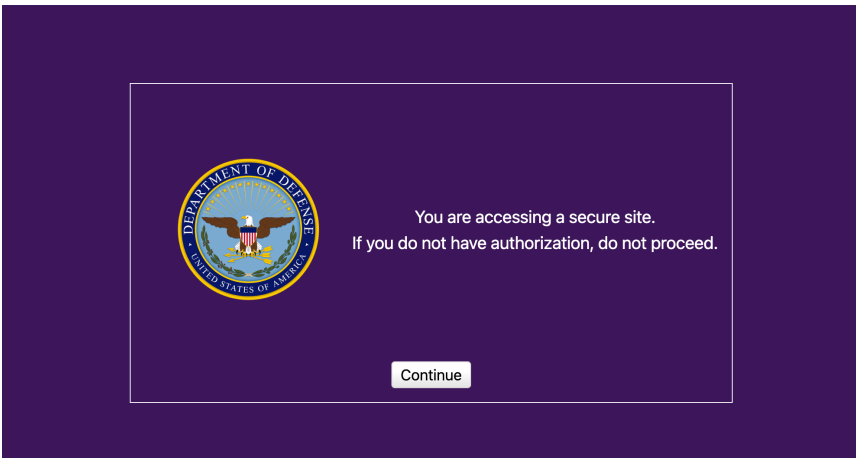 DEPARTMENT OF DEFENSE
UNITED STATES OF AMERICA
You are accessing a secure site.
If you do not have authorization, do not proceed.
Continue